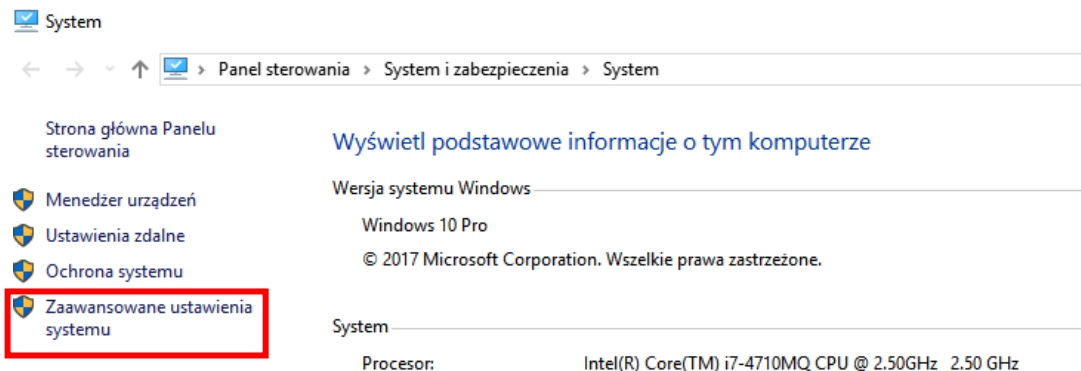 System
Panel sterowania > System i zabezpieczenia > System
Strona główna Panelu
sterowania
Menedżer urządzeń
Ustawienia zdalne
Ochrona systemu
Zaawansowane ustawienia
systemu
Wyświetl podstawowe informacje o tym komputerze
Wersja systemu Windows
Windows 10 Pro
© 2017 Microsoft Corporation. Wszelkie prawa zastrzeżone.
System
Procesor: Intel(R) Core(TM) i7-4710MQ CPU @ 2.50GHz 2.50 GHz